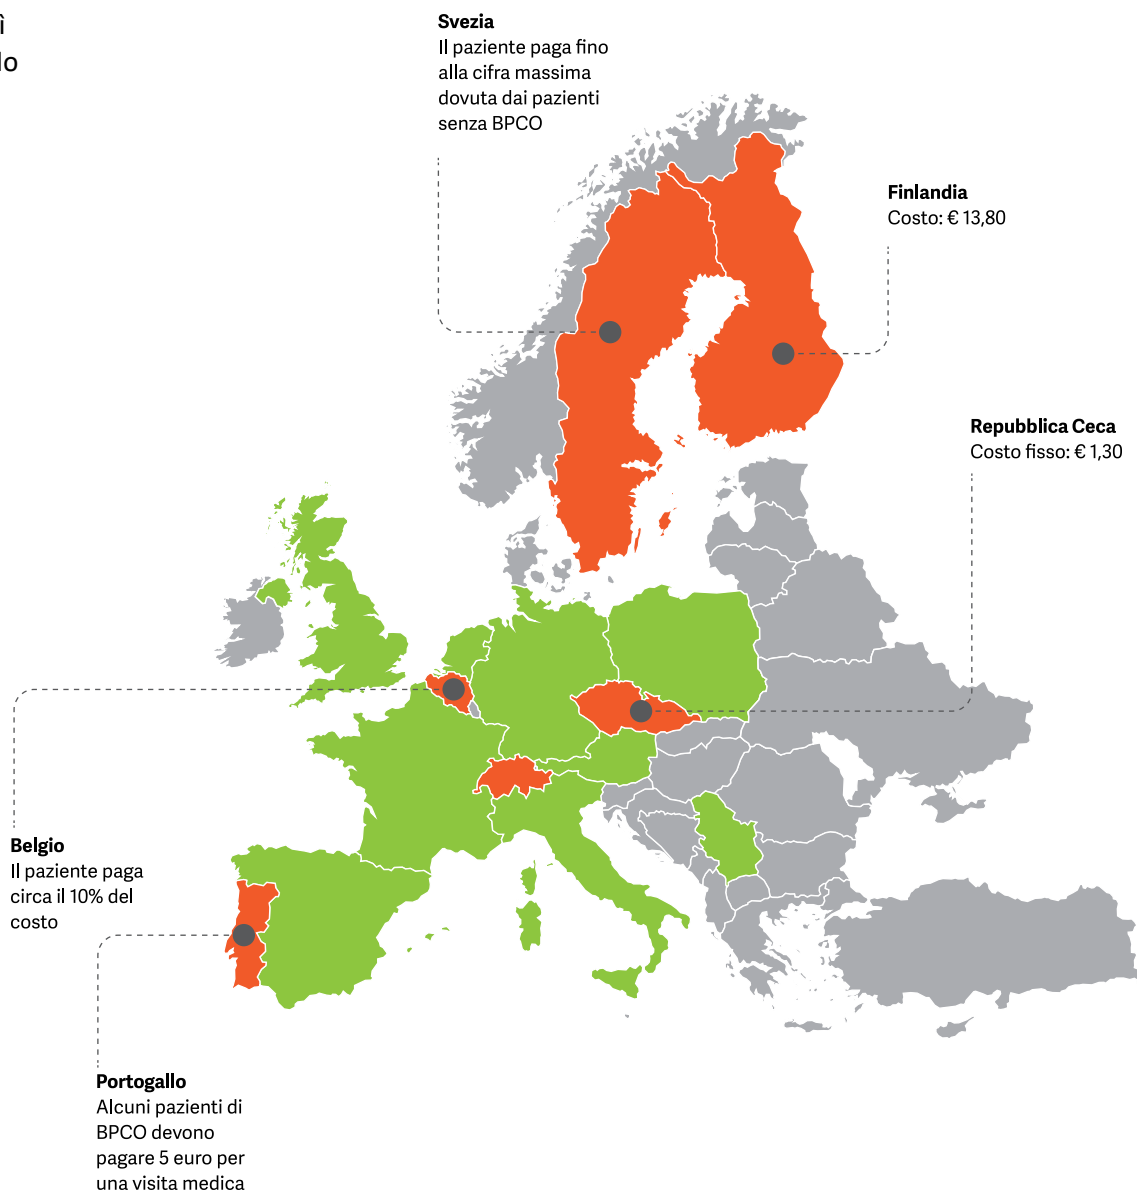 ì
lo
Svezia
Il paziente paga fino
alla cifra massima
dovuta dai pazienti
senza BPCO
Finlandia
Costo: € 13,80
Repubblica Ceca
Costo fisso: € 1,30
Belgio
Il paziente paga
circa il 10% del
costo
Portogallo
Alcuni pazienti di
BPCO devono
pagare 5 euro per
una visita medica